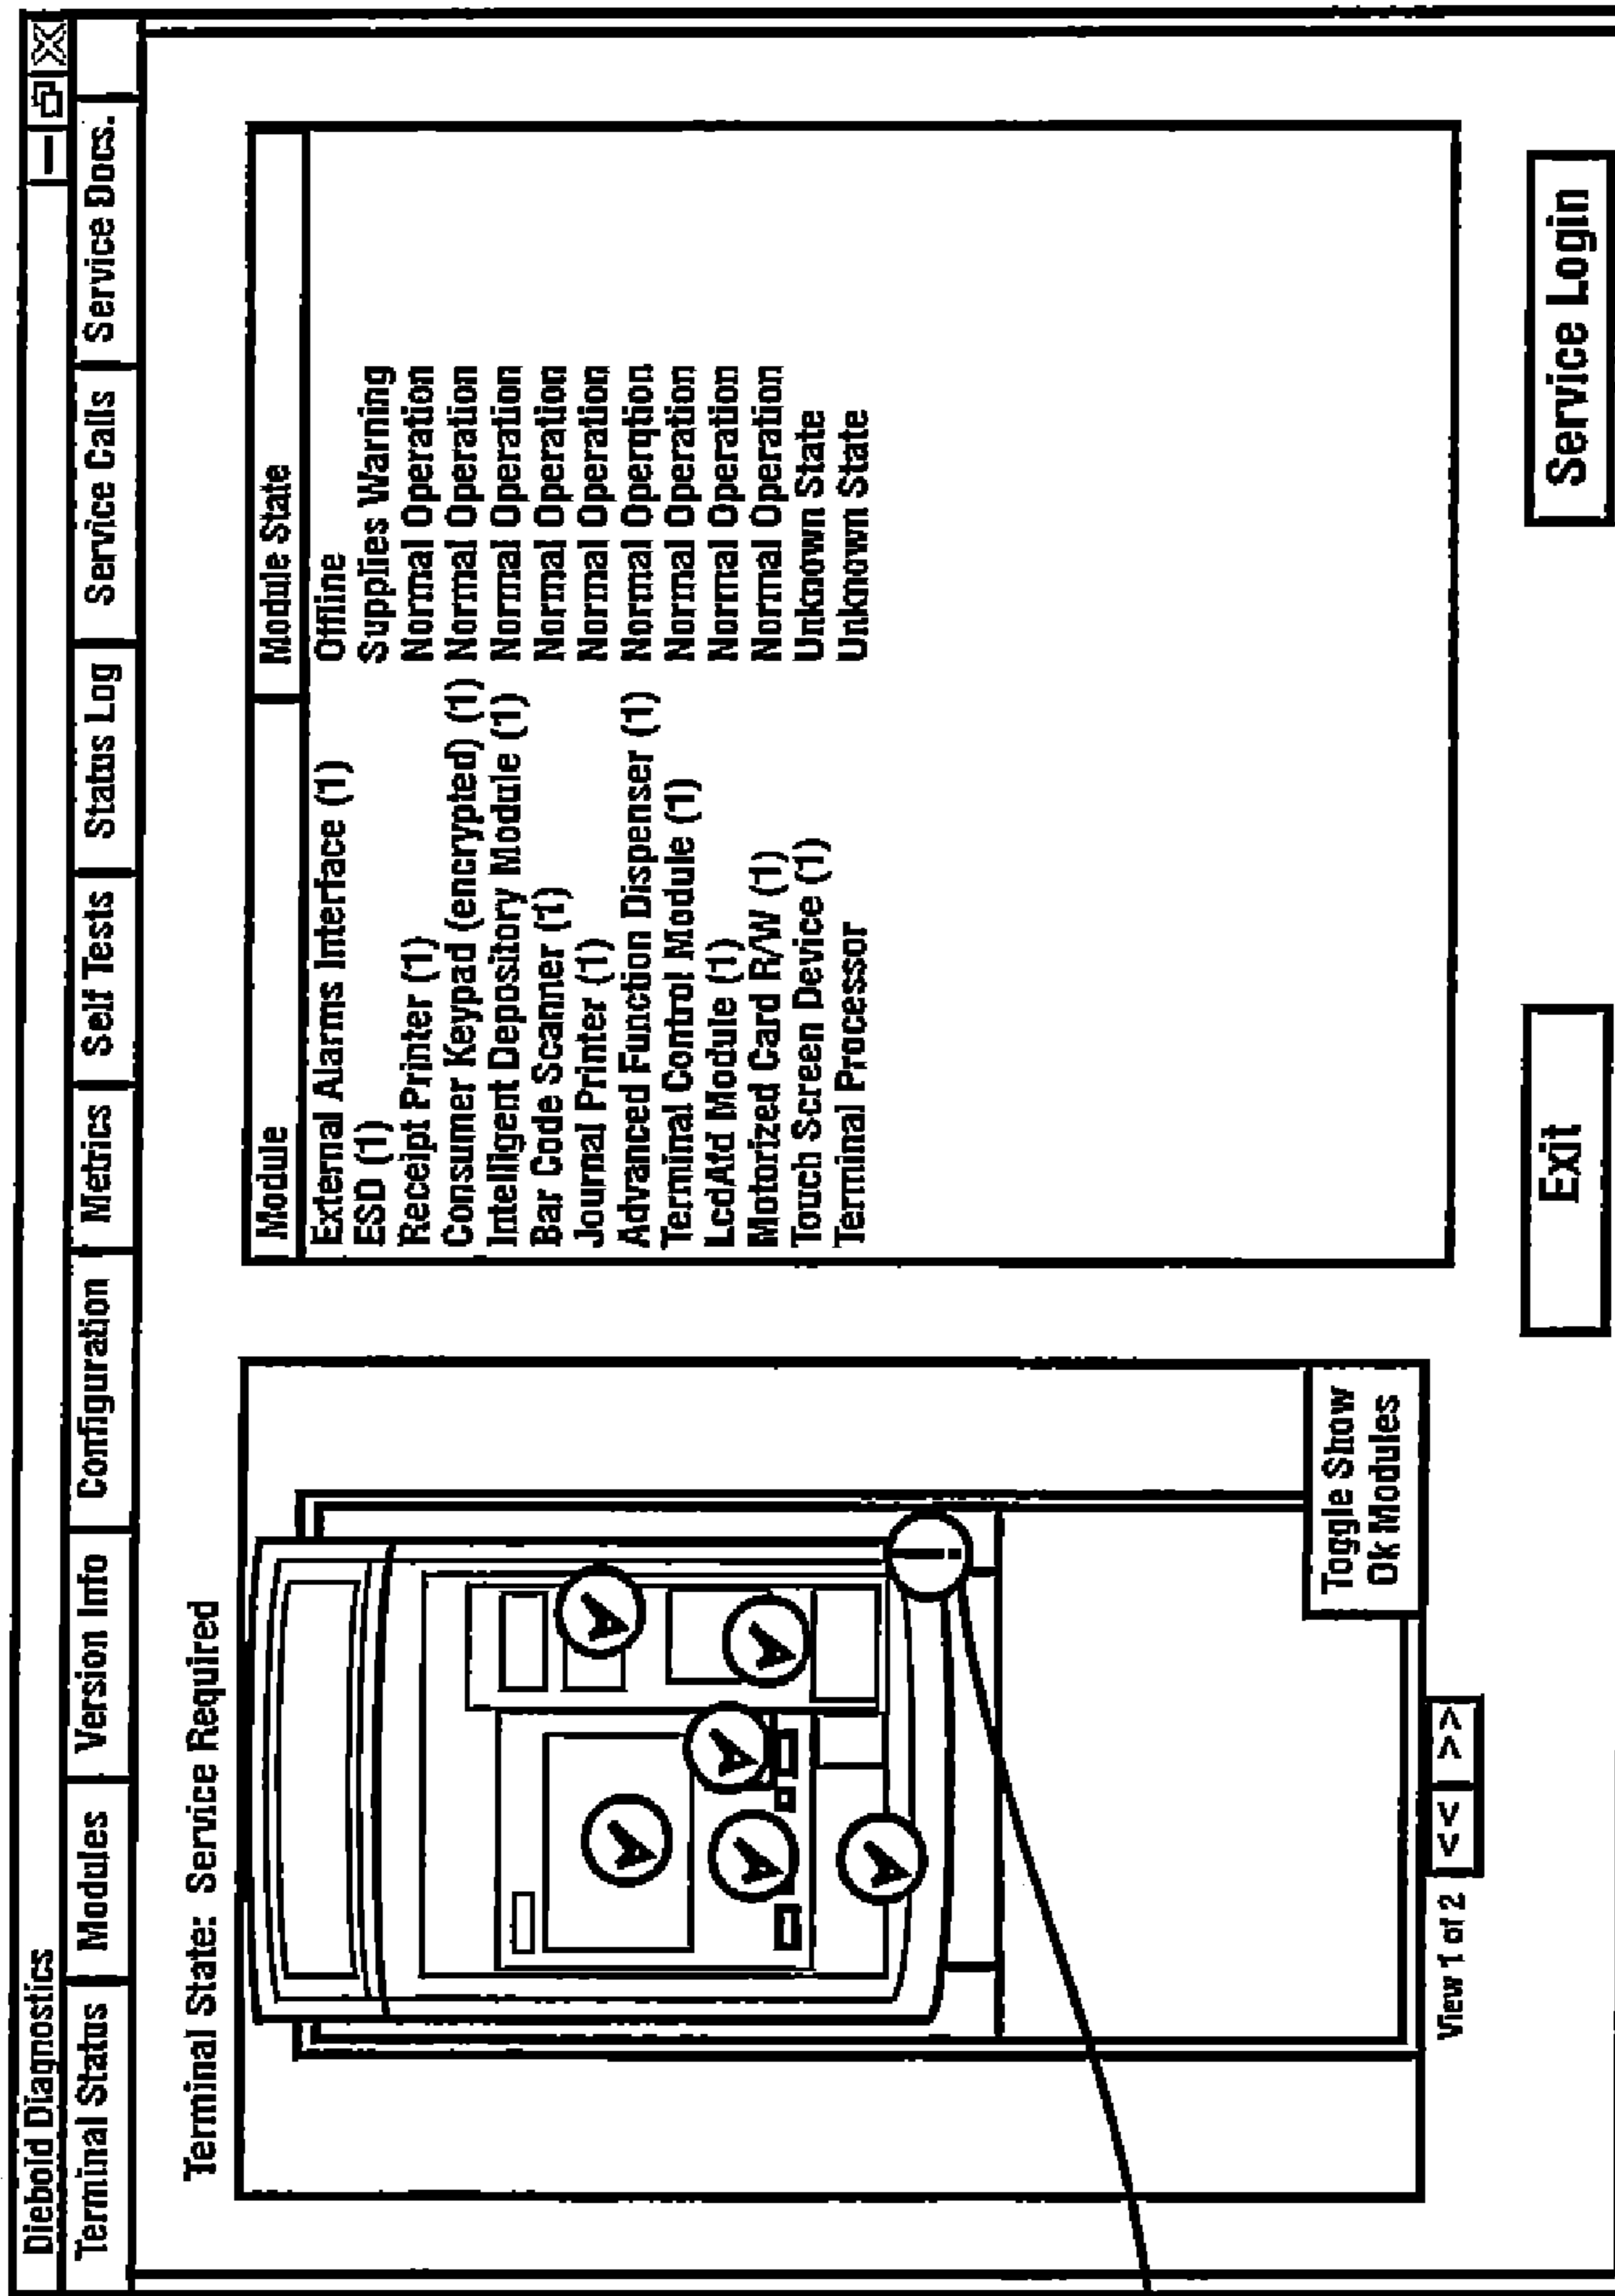 Diebold Diagnostics
Terminal Status Modules Version Info Configuration Metrics Self Tests Status Log Service Calls Service Docs.
Terminal State: Service Required
Toggle Show
Ok Modules
View 1 of 2 << >>
Module Module State
External Alarms Interface (1) Offline
ESD (1) Supplies Warning
Receipt Printer (1) Normal Operation
Consumer Keypad (encrypted) (1) Normal Operation
Intelligent Depository Module (1) Normal Operation
Bar Code Scanner (1) Normal Operation
Journal Printer (1) Normal Operation
Advanced Function Dispenser (1) Normal Operqtion
Terminal Control Module (1) Normal Operation
LcdAfd Module (1) Normal Operation
Motorized Card R/W (1) Normal Operation
Touch Screen Device (1) Unknown State
Terminal Processor Unknown State
Exit
Service Login